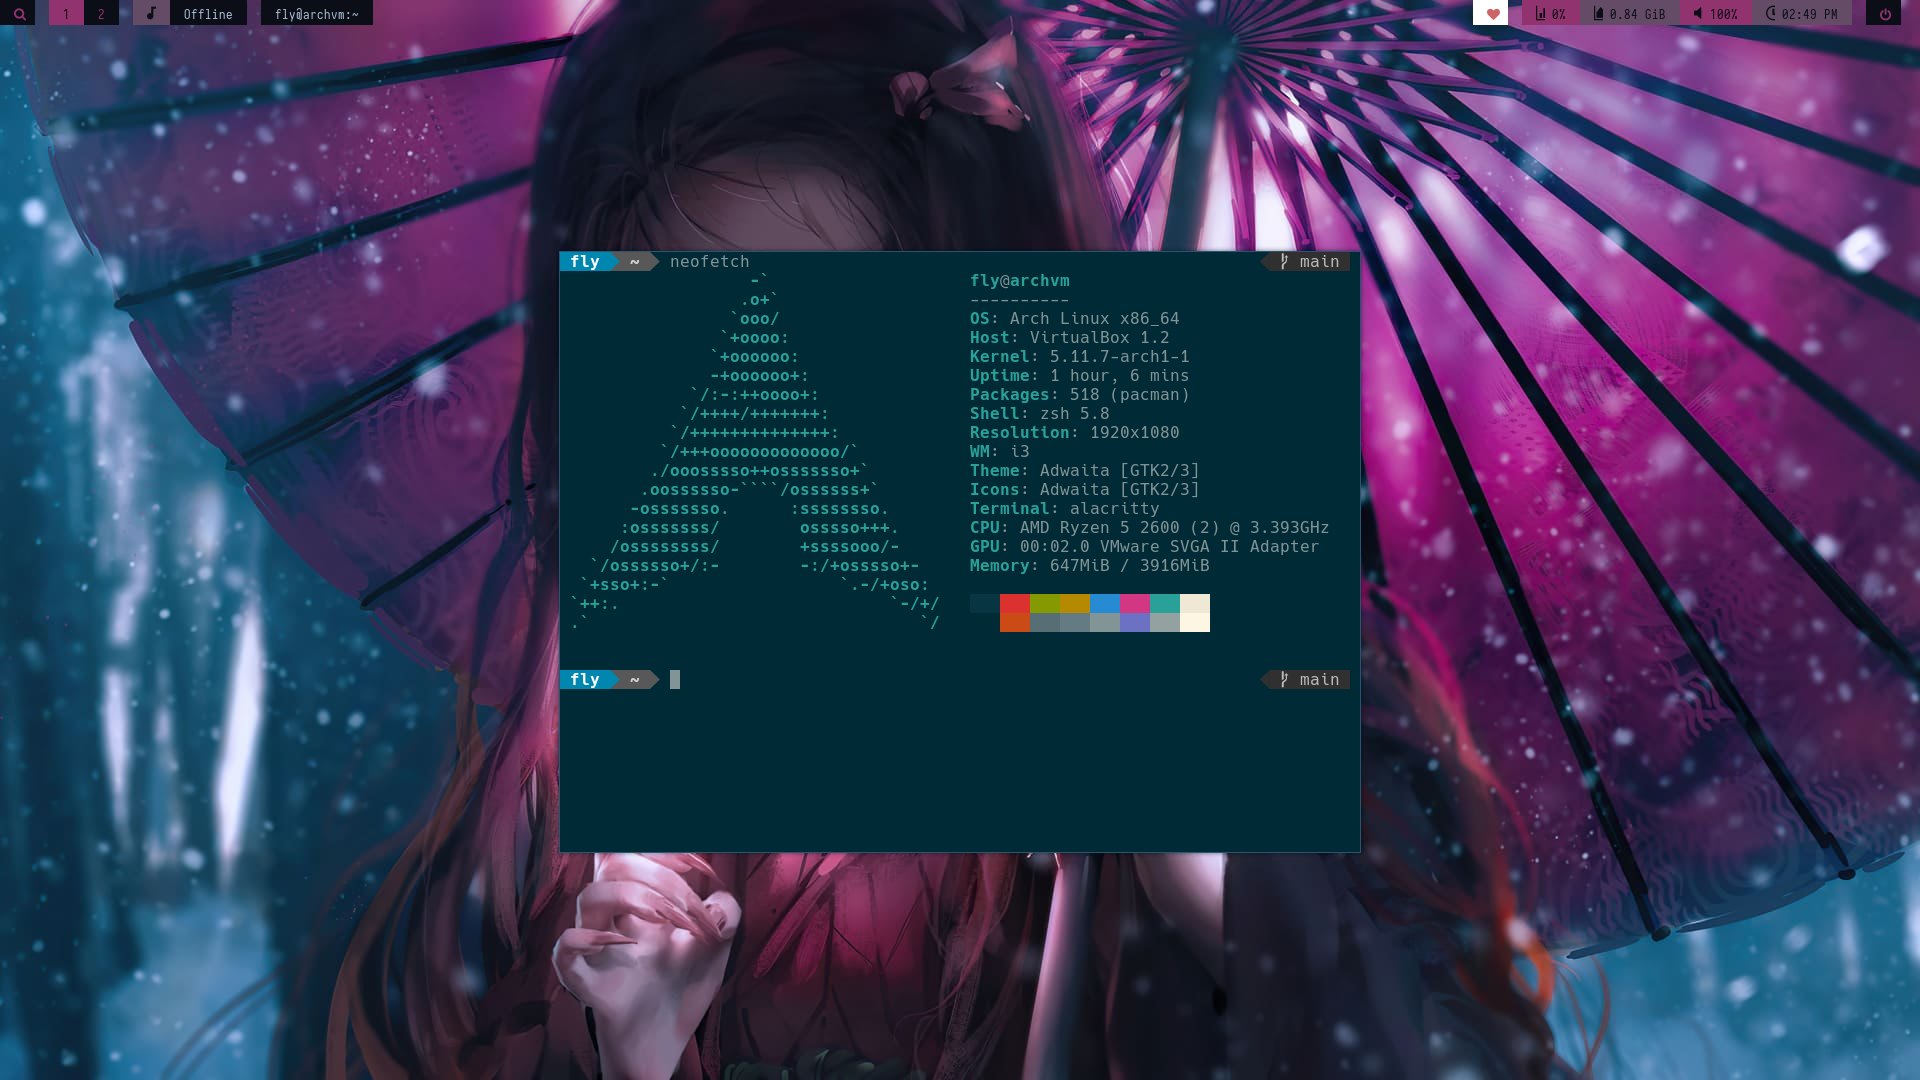 1 2 Offline fly@archvm:~ 0% 0.84 GiB 100% 02:49 PM
fly ~ neofetch main
-`
.o+`
`ooo/
`+oooo:
`+oooooo:
-+oooooo+:
`/:-:++oooo+:
`/++++/+++++++:
`/++++++++++++++:
`/+++ooooooooooooo/`
./ooosssso++osssssso+`
.oossssso-````/ossssss+`
-osssssso. :ssssssso.
:osssssss/ osssso+++.
/ossssssss/ +ssssooo/-
`/ossssso+/:- -:/+osssso+-
`+sso+:-` `.-/+oso:
`++:. `-/+/
.` `/
fly@archvm
----------
OS: Arch Linux x86_64
Host: VirtualBox 1.2
Kernel: 5.11.7-arch1-1
Uptime: 1 hour, 6 mins
Packages: 518 (pacman)
Shell: zsh 5.8
Resolution: 1920x1080
WM: i3
Theme: Adwaita [GTK2/3]
Icons: Adwaita [GTK2/3]
Terminal: alacritty
CPU: AMD Ryzen 5 2600 (2) @ 3.393GHz
GPU: 00:02.0 VMware SVGA II Adapter
Memory: 647MiB / 3916MiB
fly ~ main